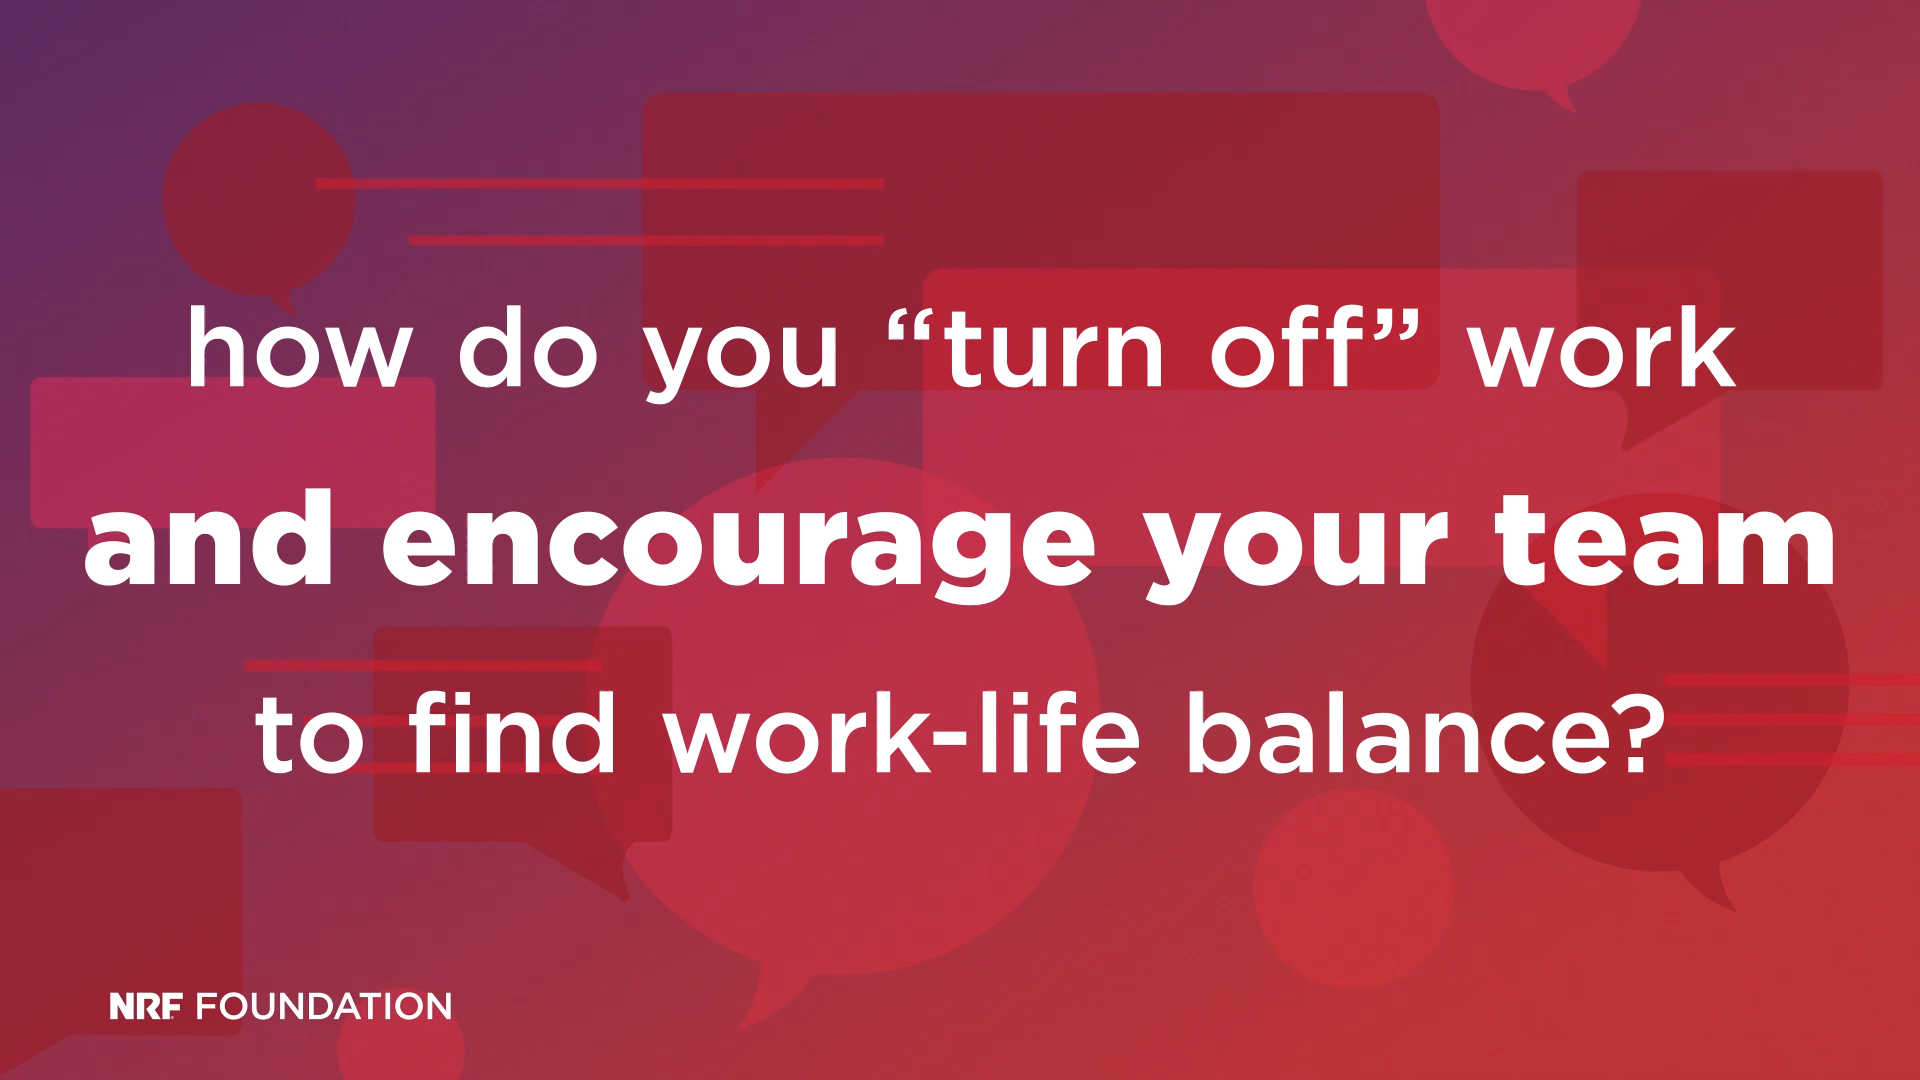 how do you “turn off” work
and encourage your team
to find work-life balance?
NRF FOUNDATION